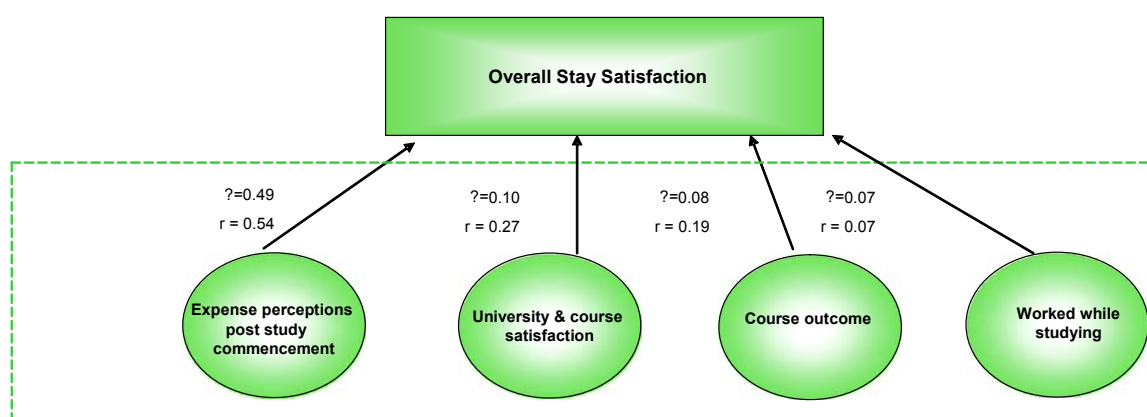 Overall Stay Satisfaction
?=0.49
r = 0.54
?=0.10
r = 0.27
?=0.08
r = 0.19
?=0.07
r = 0.07
Expense perceptions
post study
commencement
University & course
satisfaction
Course outcome
Worked while
studying